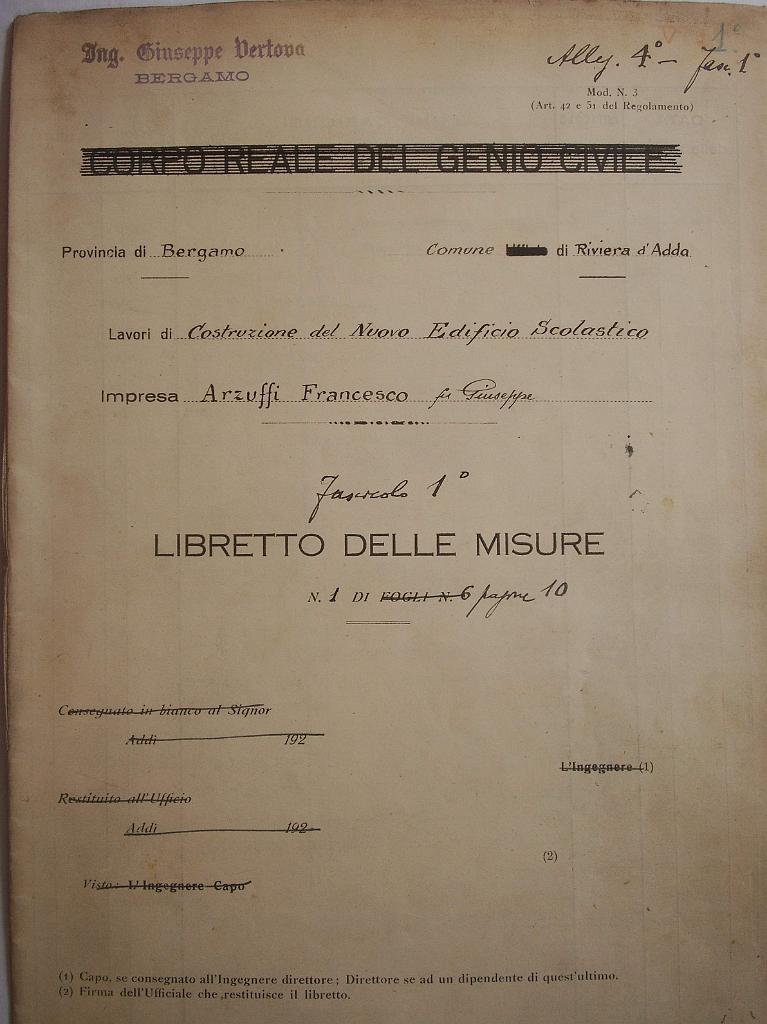 1°
Ing. Giuseppe Vertova
BERGAMO
Alleg. 4° - Fasc. 1°
Mod. N. 3
(Art. 42 e 51 del Regolamento)
CORPO REALE DEL GENIO CIVILE
Provincia di Bergamo Comune di Riviera d'Adda
Lavori di Costruzione del Nuovo Edificio Scolastico
Impresa Arzuffi Francesco fu Giuseppe
Fascicolo 1°
LIBRETTO DELLE MISURE
N. 1 DI FOGLI N. 6 pagine 10
Consegnato in bianco al Signor
Addì 192
L'Ingegnere (1)
Restituito all'Ufficio
Addì 192
(2)
Visto: L'Ingegnere Capo
(1) Capo, se consegnato all'Ingegnere direttore; Direttore se ad un dipendente di quest'ultimo.
(2) Firma dell'Ufficiale che restituisce il libretto.